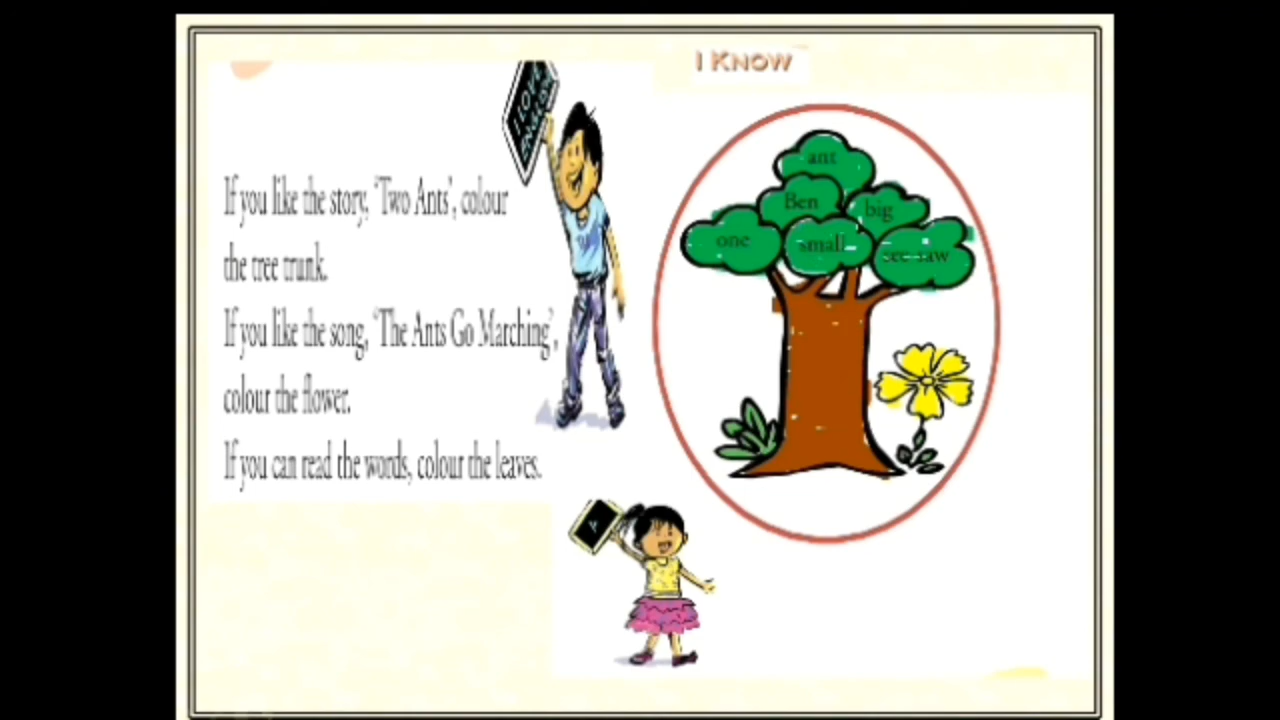 I KNOW
I LOVE
ENGLISH
If you like the story, ‘Two Ants’, colour
the tree trunk.
If you like the song, ‘The Ants Go Marching’,
colour the flower.
If you can read the words, colour the leaves.
ant
Ben
big
one
small
see-saw
A